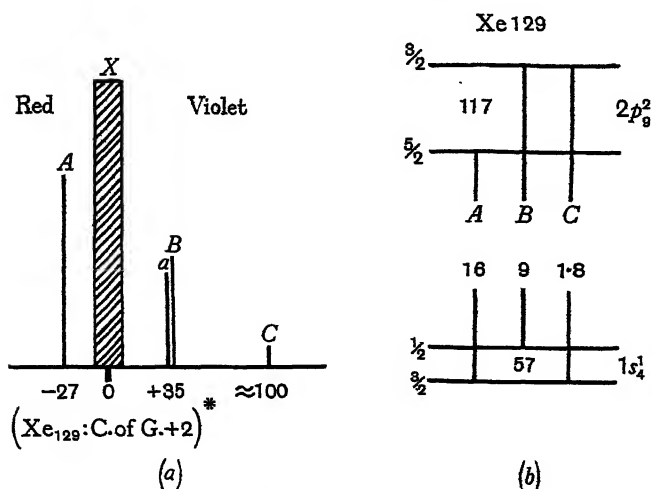 X
Red
Violet
A
a
B
C
-27
0
+35
≈100
(Xe₁₂₉: C. of G. + 2)*
(a)
Xe 129
3/2
117
2p₉²
5/2
A
B
C
16
9
1·8
1/2
57
1s₄¹
3/2
(b)